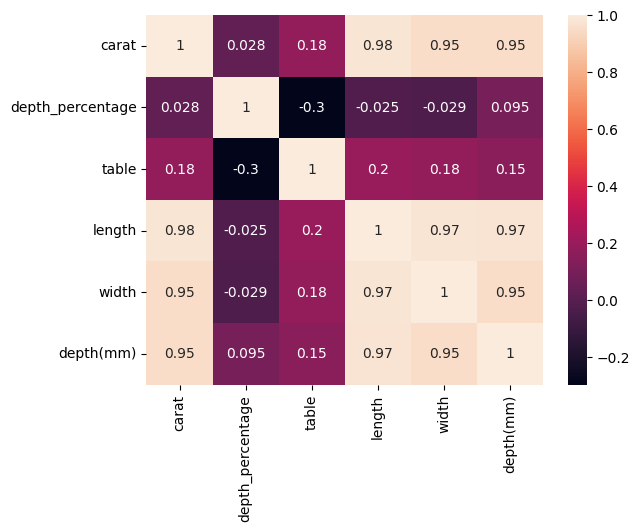 carat 1 0.028 0.18 0.98 0.95 0.95
depth_percentage 0.028 1 -0.3 -0.025 -0.029 0.095
table 0.18 -0.3 1 0.2 0.18 0.15
length 0.98 -0.025 0.2 1 0.97 0.97
width 0.95 -0.029 0.18 0.97 1 0.95
depth(mm) 0.95 0.095 0.15 0.97 0.95 1
carat
depth_percentage
table
length
width
depth(mm)
1.0
0.8
0.6
0.4
0.2
0.0
−0.2